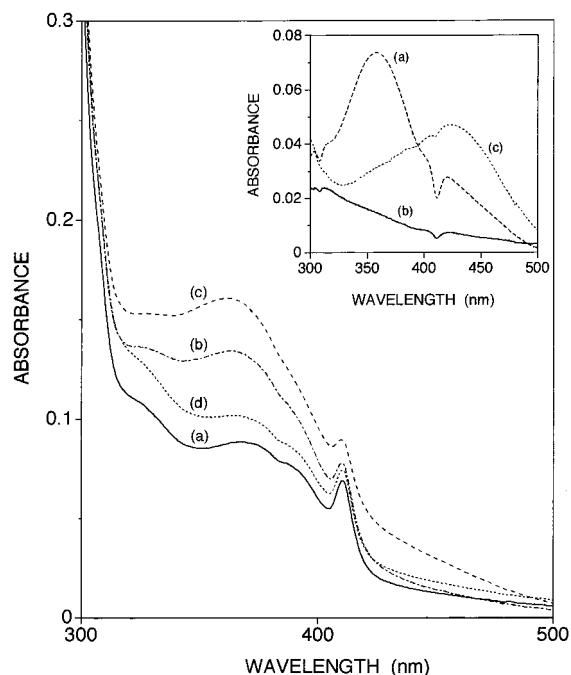 0.3
0.2
0.1
0
ABSORBANCE
300
400
500
WAVELENGTH (nm)
(c)
(b)
(d)
(a)
0.08
0.06
0.04
0.02
0
ABSORBANCE
300
350
400
450
500
WAVELENGTH (nm)
(a)
(c)
(b)